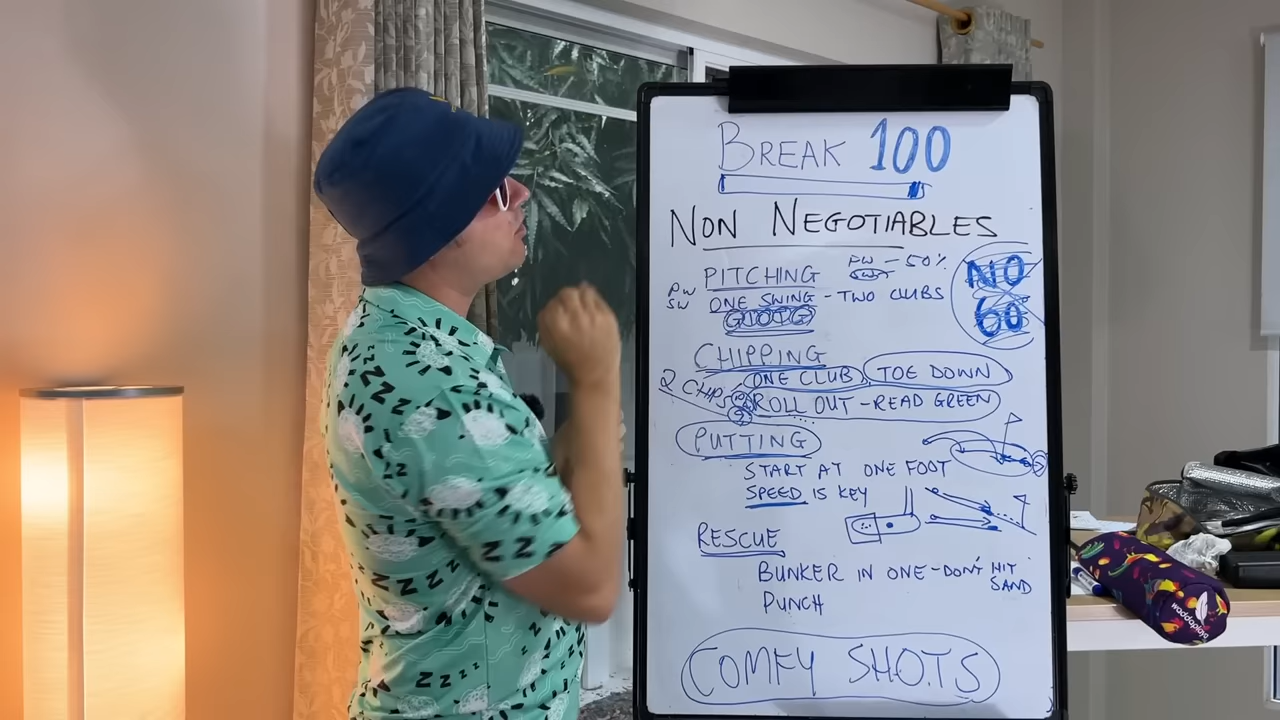 BREAK 100
NON NEGOTIABLES
PITCHING PW - 50%
PW
SW
ONE SWING - TWO CLUBS
NO
60
CHIPPING
ONE CLUB TOE DOWN
2 CHIPS
ROLL OUT - READ GREEN
PUTTING
START AT ONE FOOT
SPEED IS KEY
RESCUE
BUNKER IN ONE - DON'T HIT
SAND
PUNCH
COMFY SHOTS
waddaplaya
Z Z Z